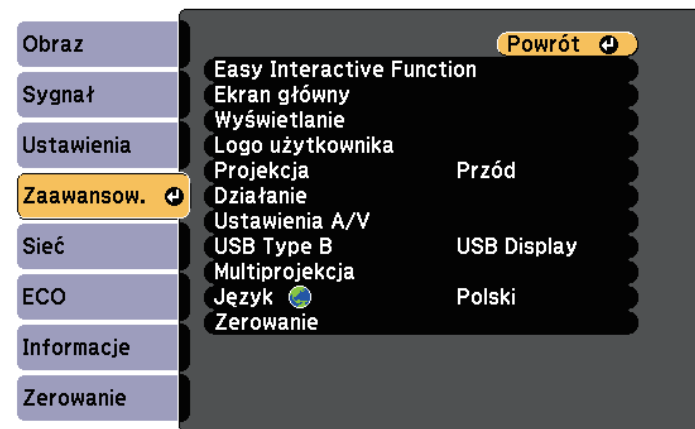 Obraz
Sygnał
Ustawienia
Zaawansow.
Sieć
ECO
Informacje
Zerowanie
Powrót
Easy Interactive Function
Ekran główny
Wyświetlanie
Logo użytkownika
Projekcja Przód
Działanie
Ustawienia A/V
USB Type B USB Display
Multiprojekcja
Język Polski
Zerowanie